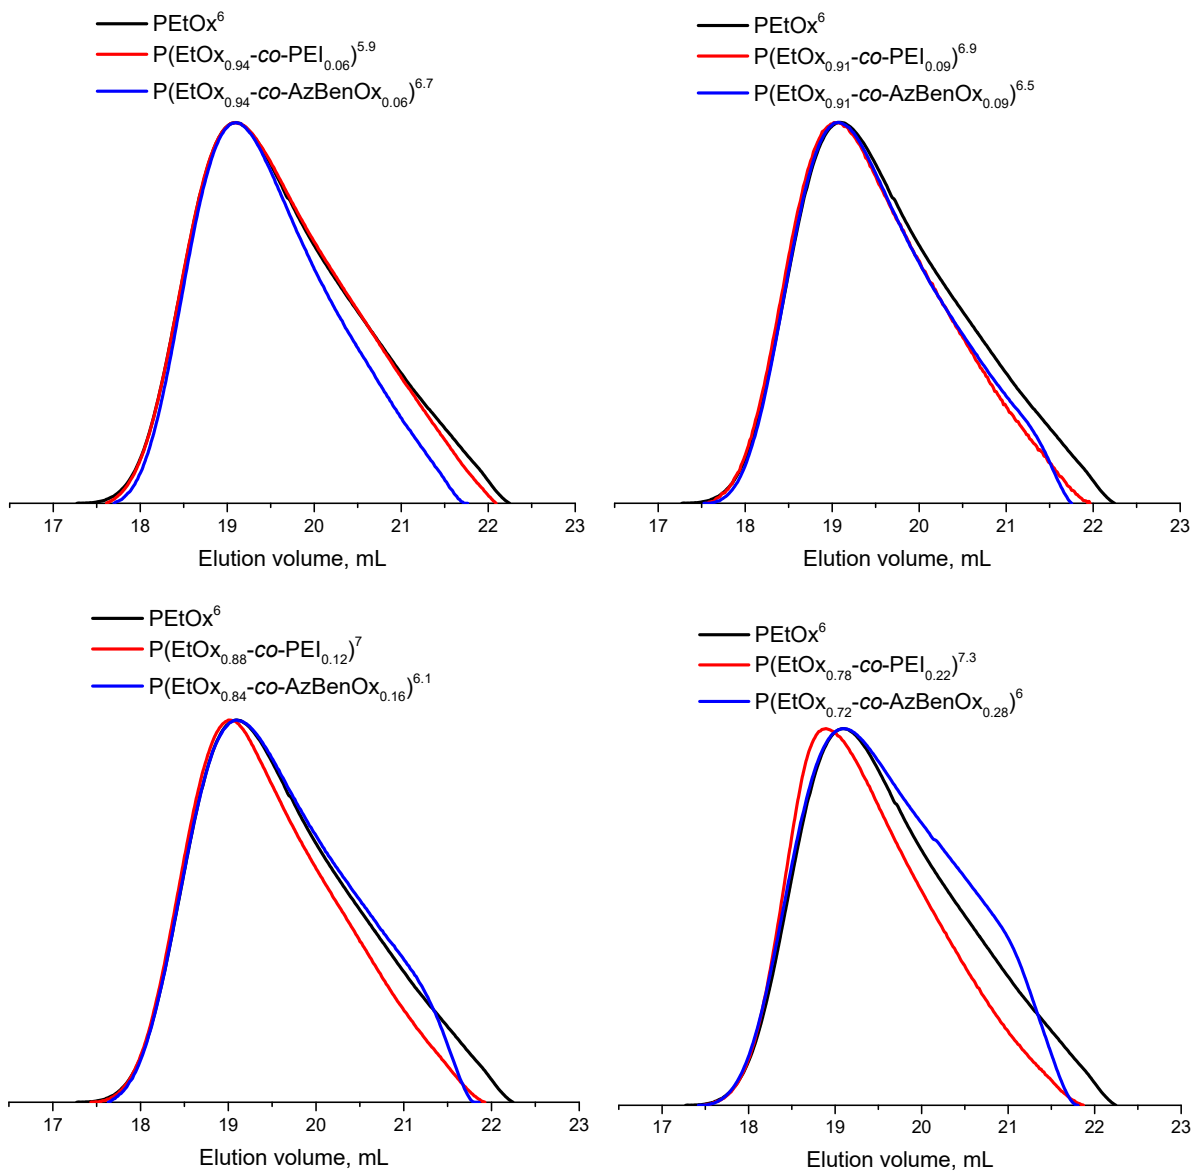 PEtOx⁶
P(EtOx₀.₉₄-co-PEI₀.₀₆)⁵·⁹
P(EtOx₀.₉₄-co-AzBenOx₀.₀₆)⁶·⁷
17 18 19 20 21 22 23
Elution volume, mL
PEtOx⁶
P(EtOx₀.₉₁-co-PEI₀.₀₉)⁶·⁹
P(EtOx₀.₉₁-co-AzBenOx₀.₀₉)⁶·⁵
17 18 19 20 21 22 23
Elution volume, mL
PEtOx⁶
P(EtOx₀.₈₈-co-PEI₀.₁₂)⁷
P(EtOx₀.₈₄-co-AzBenOx₀.₁₆)⁶·¹
17 18 19 20 21 22 23
Elution volume, mL
PEtOx⁶
P(EtOx₀.₇₈-co-PEI₀.₂₂)⁷·³
P(EtOx₀.₇₂-co-AzBenOx₀.₂₈)⁶
17 18 19 20 21 22 23
Elution volume, mL